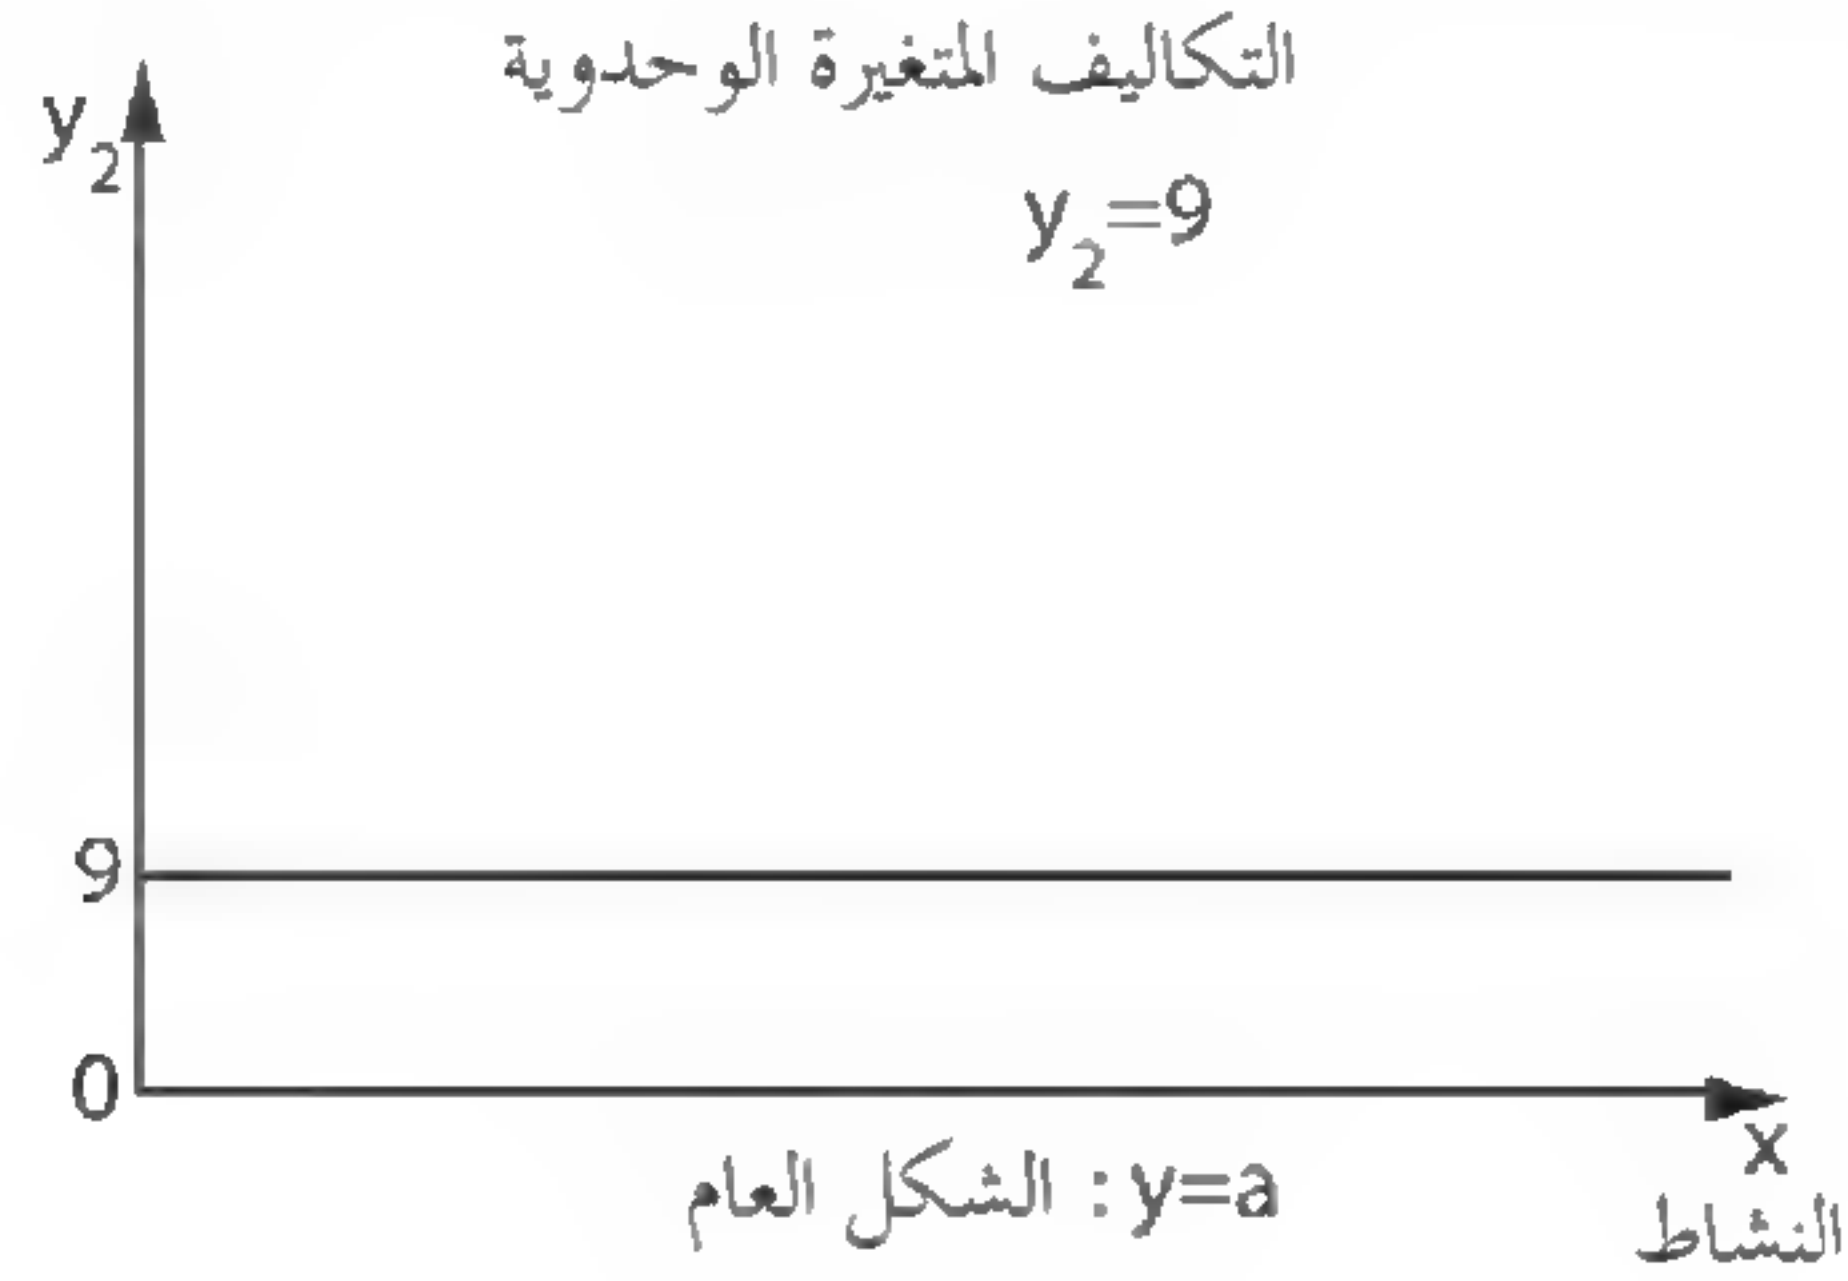 التكاليف المتغيرة الوحدوية
y₂
y₂=9
9
0
x
الشكل العام : y=a
النشاط